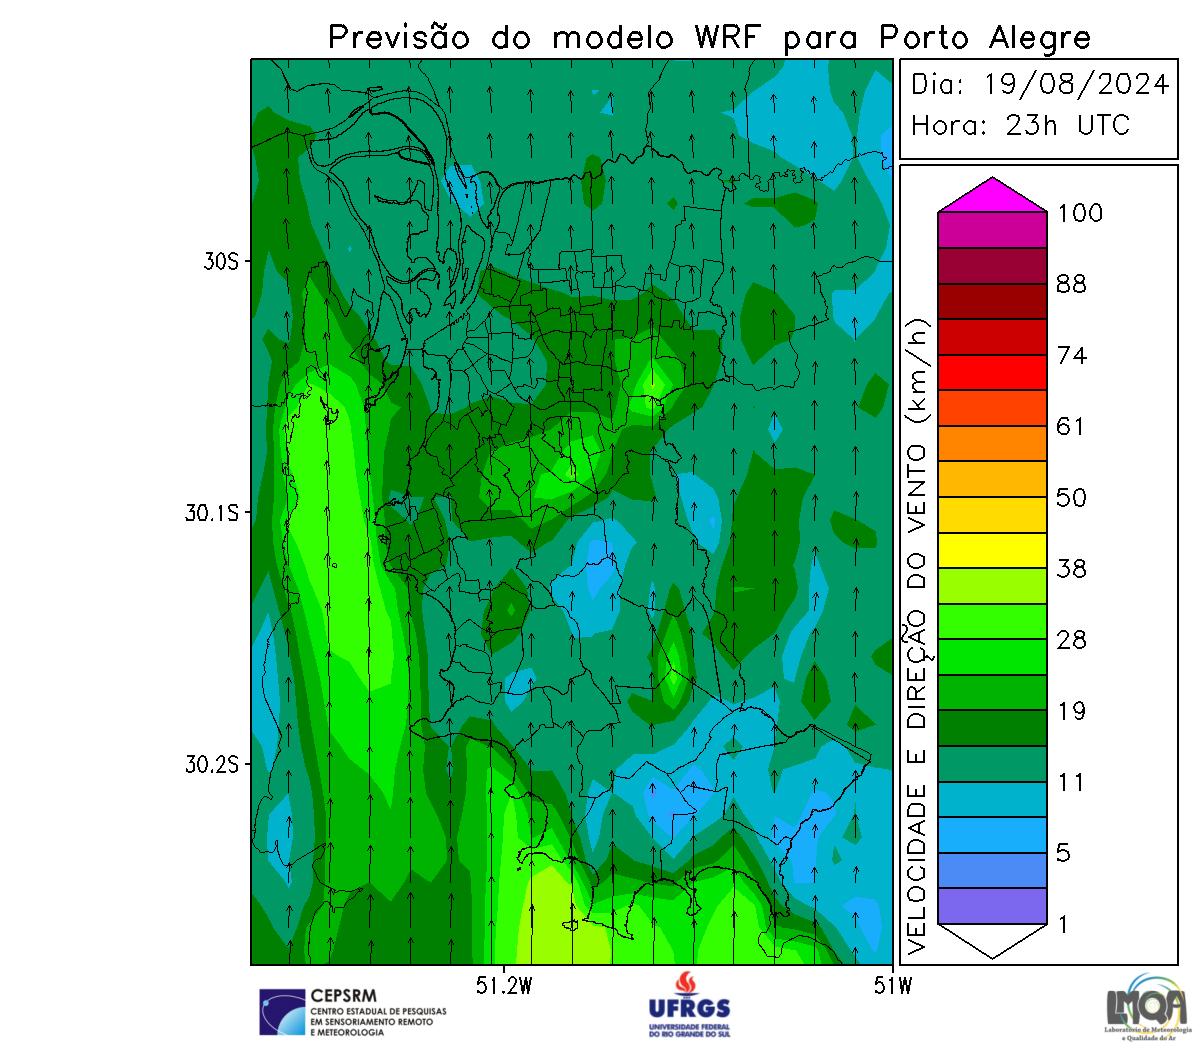 Previsão do modelo WRF para Porto Alegre
Dia: 19/08/2024
Hora: 23h UTC
100
88
74
61
50
38
28
19
11
5
1
VELOCIDADE E DIREÇÃO DO VENTO (km/h)
30S
30.1S
30.2S
51.2W
51W
CEPSRM
CENTRO ESTADUAL DE PESQUISAS
EM SENSORIAMENTO REMOTO
E METEOROLOGIA
UFRGS
UNIVERSIDADE FEDERAL
DO RIO GRANDE DO SUL
LMQA
Laboratório de Meteorologia
e Qualidade do Ar